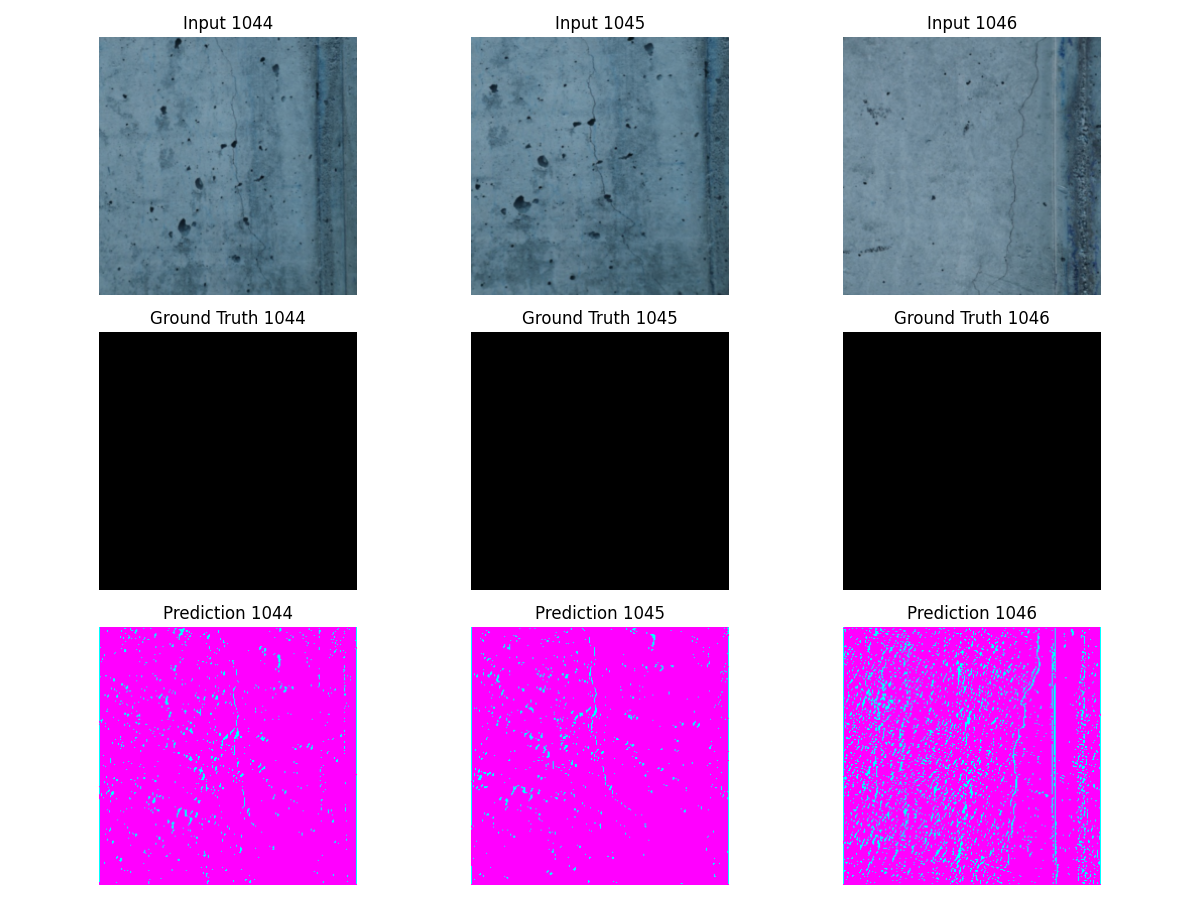 Input 1044
Input 1045
Input 1046
Ground Truth 1044
Ground Truth 1045
Ground Truth 1046
Prediction 1044
Prediction 1045
Prediction 1046